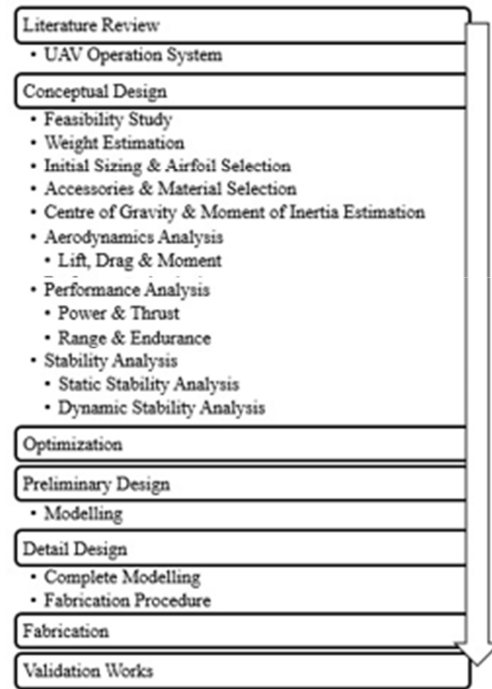 Literature Review
• UAV Operation System
Conceptual Design
• Feasibility Study
• Weight Estimation
• Initial Sizing & Airfoil Selection
• Accessories & Material Selection
• Centre of Gravity & Moment of Inertia Estimation
• Aerodynamics Analysis
• Lift, Drag & Moment
• Performance Analysis
• Power & Thrust
• Range & Endurance
• Stability Analysis
• Static Stability Analysis
• Dynamic Stability Analysis
Optimization
Preliminary Design
• Modelling
Detail Design
• Complete Modelling
• Fabrication Procedure
Fabrication
Validation Works